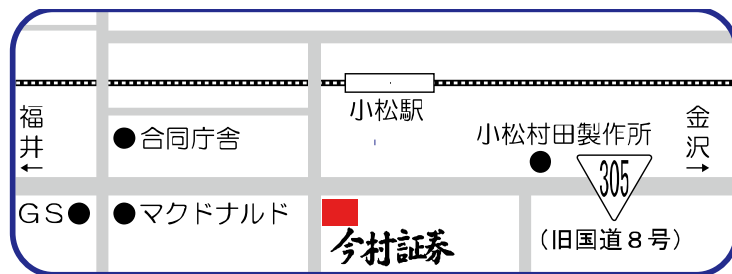 小松駅
福井
←
合同庁舎
小松村田製作所
金沢
→
305
GS
マクドナルド
今村証券
(旧国道8号)